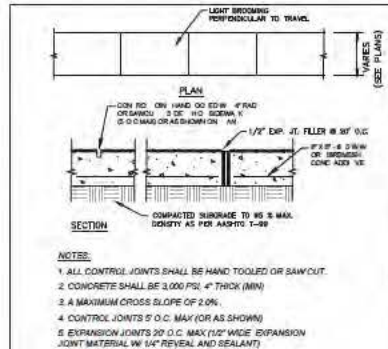 LIGHT BROOMING
PERPENDICULAR TO TRAVEL
VARIES
(SEE PLANS)
PLAN
1/2" EXP. JT. FILLER @ 20' O.C.
COMPACTED SUBGRADE TO 95 % MAX.
DENSITY AS PER AASHTO T-99
SECTION
NOTES:
1. ALL CONTROL JOINTS SHALL BE HAND TOOLED OR SAW CUT.
2. CONCRETE SHALL BE 3,000 PSI, 4" THICK (MIN)
3. A MAXIMUM CROSS SLOPE OF 2.0%.
4. CONTROL JOINTS 5' O.C. MAX (OR AS SHOWN)
5. EXPANSION JOINTS 20' O.C. MAX (1/2" WIDE EXPANSION
JOINT MATERIAL W/ 1/4" REVEAL AND SEALANT)